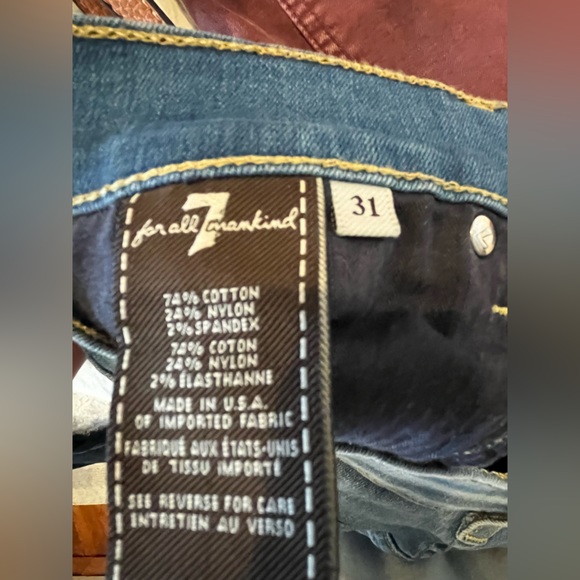 for all 7 mankind
31
74% COTTON
24% NYLON
2% SPANDEX
74% COTON
24% NYLON
2% ÉLASTHANNE
MADE IN U.S.A.
OF IMPORTED FABRIC
FABRIQUÉ AUX ÉTATS-UNIS
DE TISSU IMPORTÉ
SEE REVERSE FOR CARE
ENTRETIEN AU VERSO